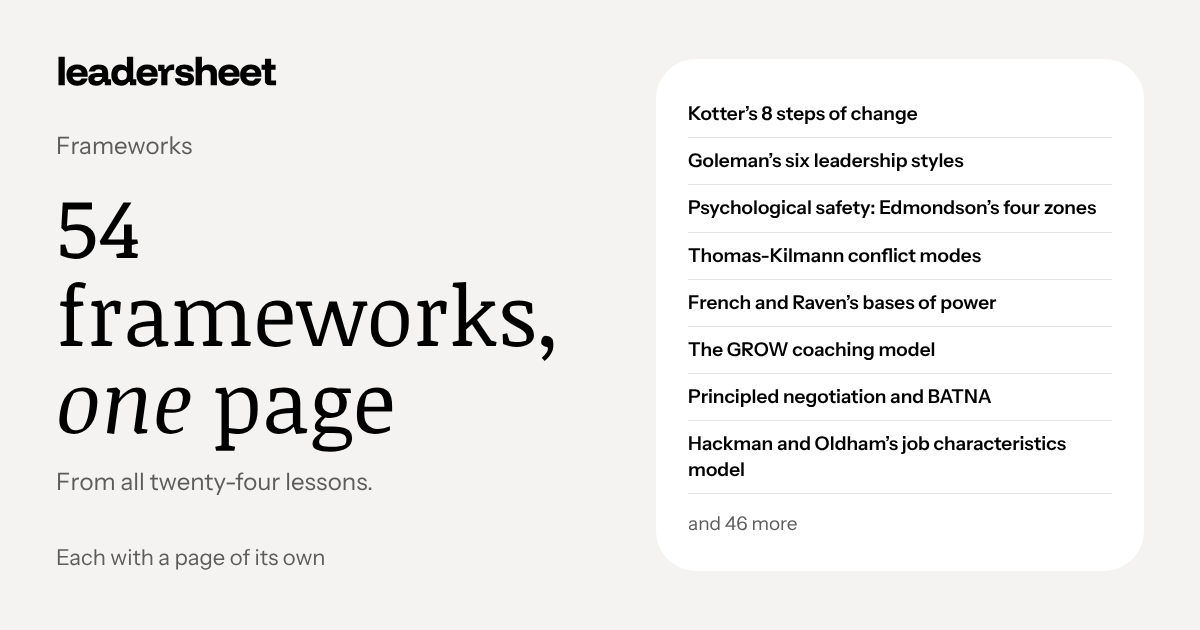 leadersheet
Frameworks
54
frameworks,
one page
From all twenty-four lessons.
Each with a page of its own
Kotter’s 8 steps of change
Goleman’s six leadership styles
Psychological safety: Edmondson’s four zones
Thomas-Kilmann conflict modes
French and Raven’s bases of power
The GROW coaching model
Principled negotiation and BATNA
Hackman and Oldham’s job characteristics
model
and 46 more